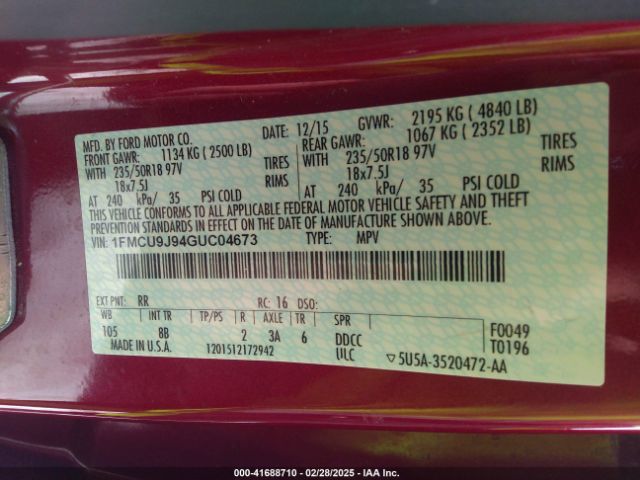 MFD. BY FORD MOTOR CO.
DATE: 12/15 GVWR: 2195 KG ( 4840 LB)
FRONT GAWR: 1134 KG ( 2500 LB) REAR GAWR: 1067 KG ( 2352 LB)
WITH 235/50R18 97V TIRES WITH 235/50R18 97V TIRES
18x7.5J RIMS 18x7.5J RIMS
AT 240 kPa/ 35 PSI COLD AT 240 kPa/ 35 PSI COLD
THIS VEHICLE CONFORMS TO ALL APPLICABLE FEDERAL MOTOR VEHICLE SAFETY AND THEFT
PREVENTION STANDARDS IN EFFECT ON THE DATE OF MANUFACTURE SHOWN ABOVE.
VIN: 1FMCU9J94GUC04673 TYPE: MPV
EXT PNT: RR RC: 16 DSO:
WB INT TR TP/PS R AXLE TR SPR
105 8B 2 3A 6 DDCC F0049
MADE IN U.S.A. 1201512172942 UILC T0196
▽5U5A-3520472-AA
000-41688710 | 02/28/2025 | IAA Inc.